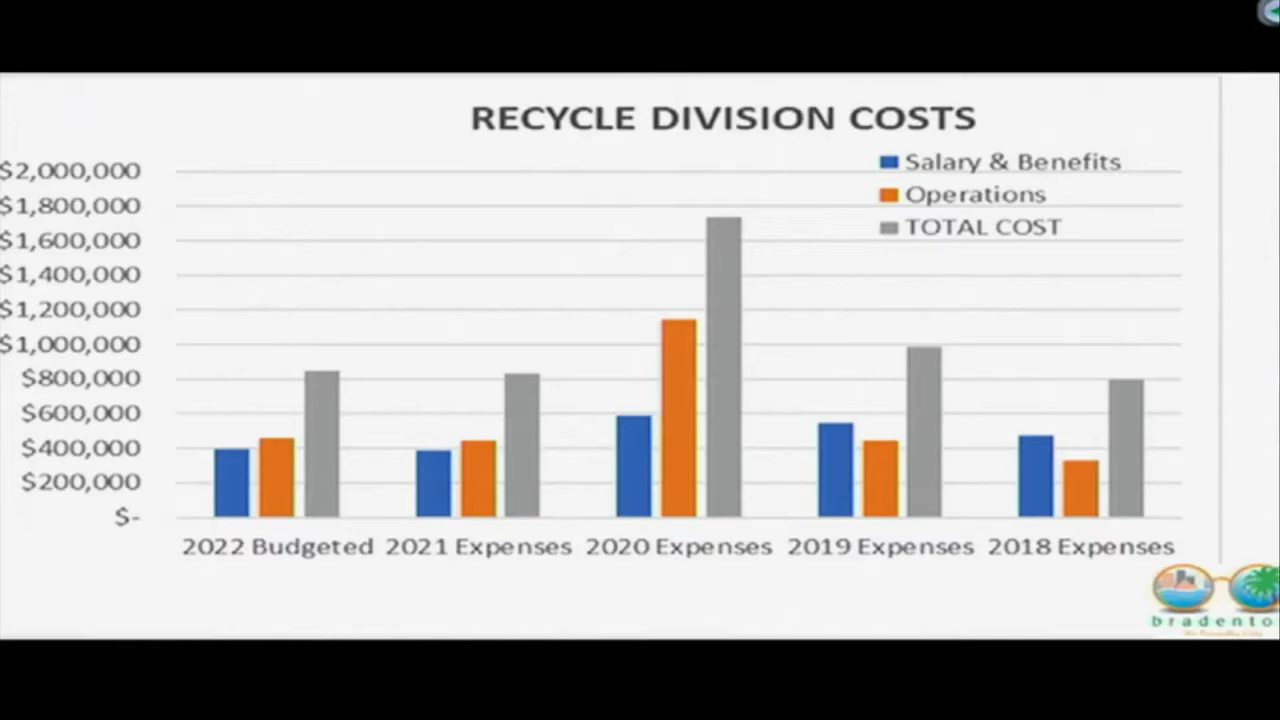 RECYCLE DIVISION COSTS
Salary & Benefits
Operations
TOTAL COST
$2,000,000
$1,800,000
$1,600,000
$1,400,000
$1,200,000
$1,000,000
$800,000
$600,000
$400,000
$200,000
$-
2022 Budgeted 2021 Expenses 2020 Expenses 2019 Expenses 2018 Expenses
bradento